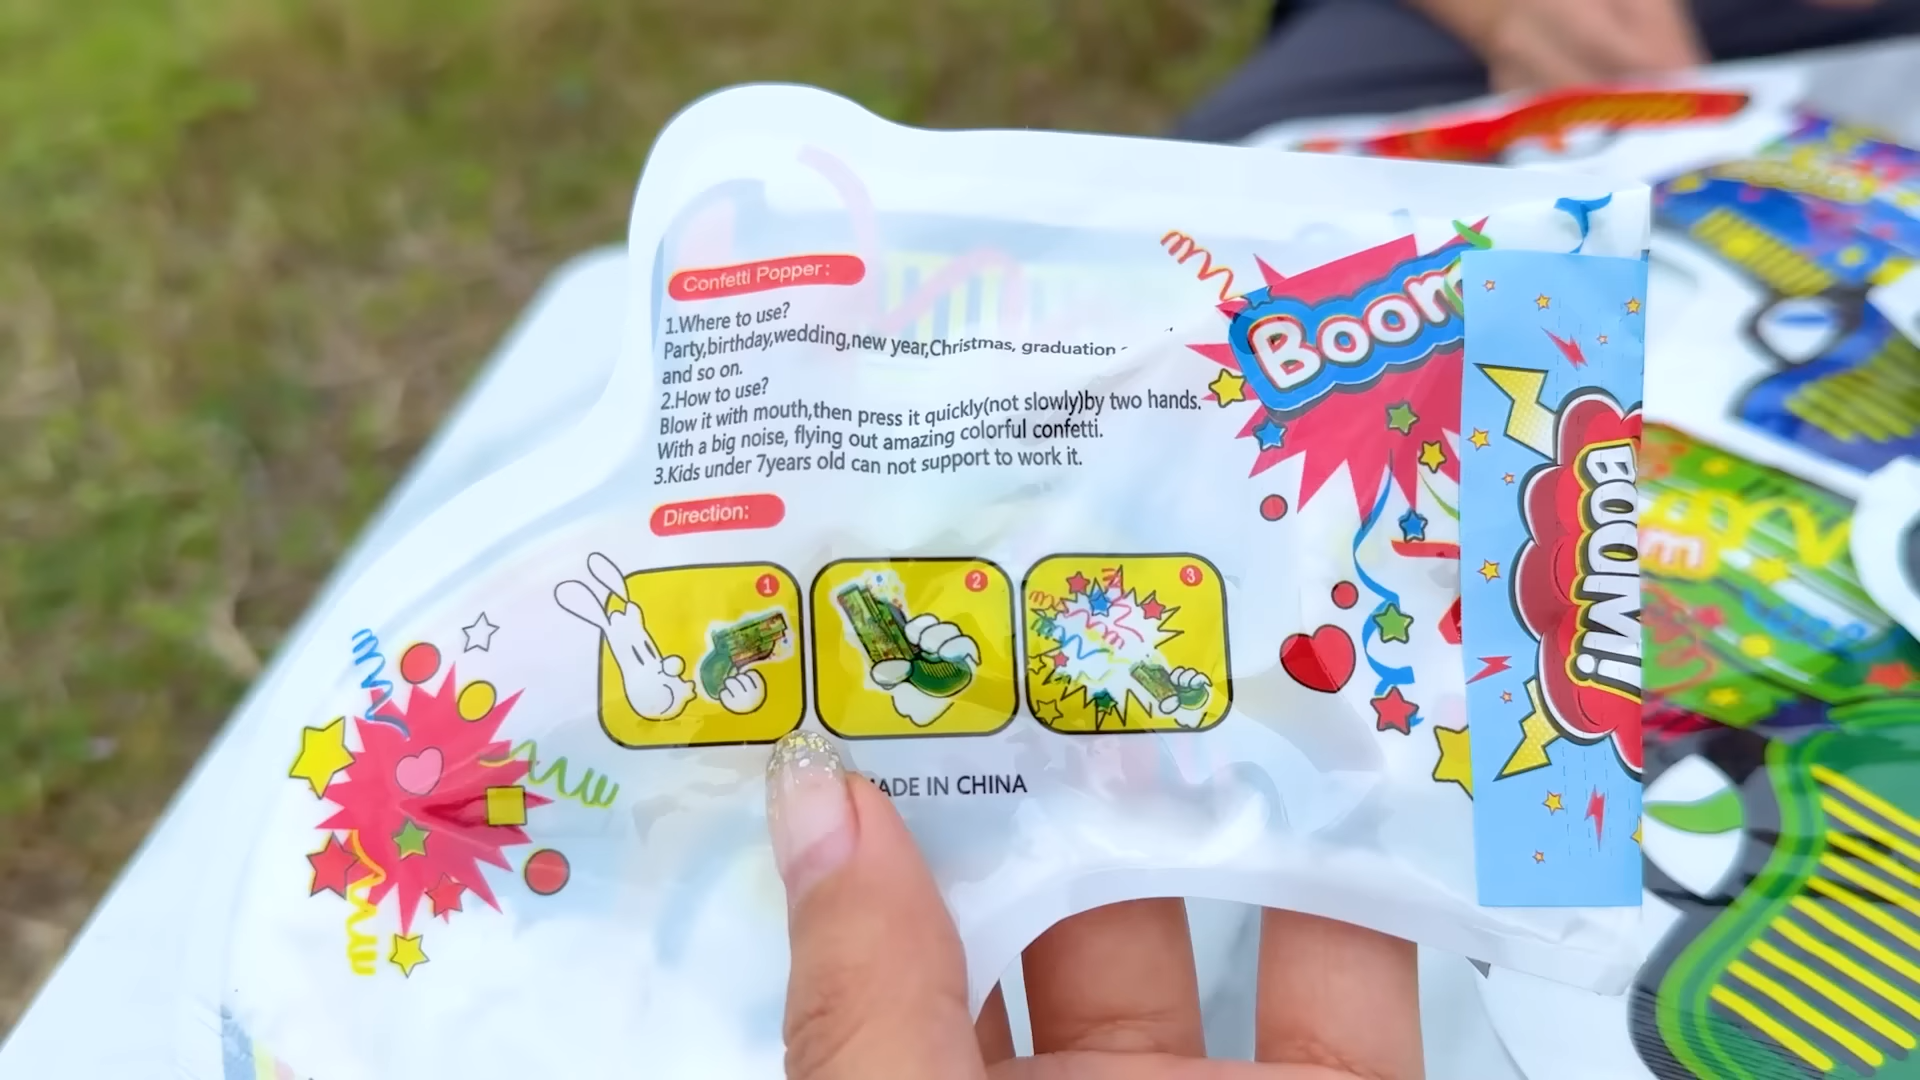 Confetti Popper:
1.Where to use?
Party,birthday,wedding,new year,Christmas, graduation
and so on.
2.How to use?
Blow it with mouth,then press it quickly(not slowly)by two hands.
With a big noise, flying out amazing colorful confetti.
3.Kids under 7years old can not support to work it.
Direction:
1
2
3
ADE IN CHINA
Boom
BOOM!